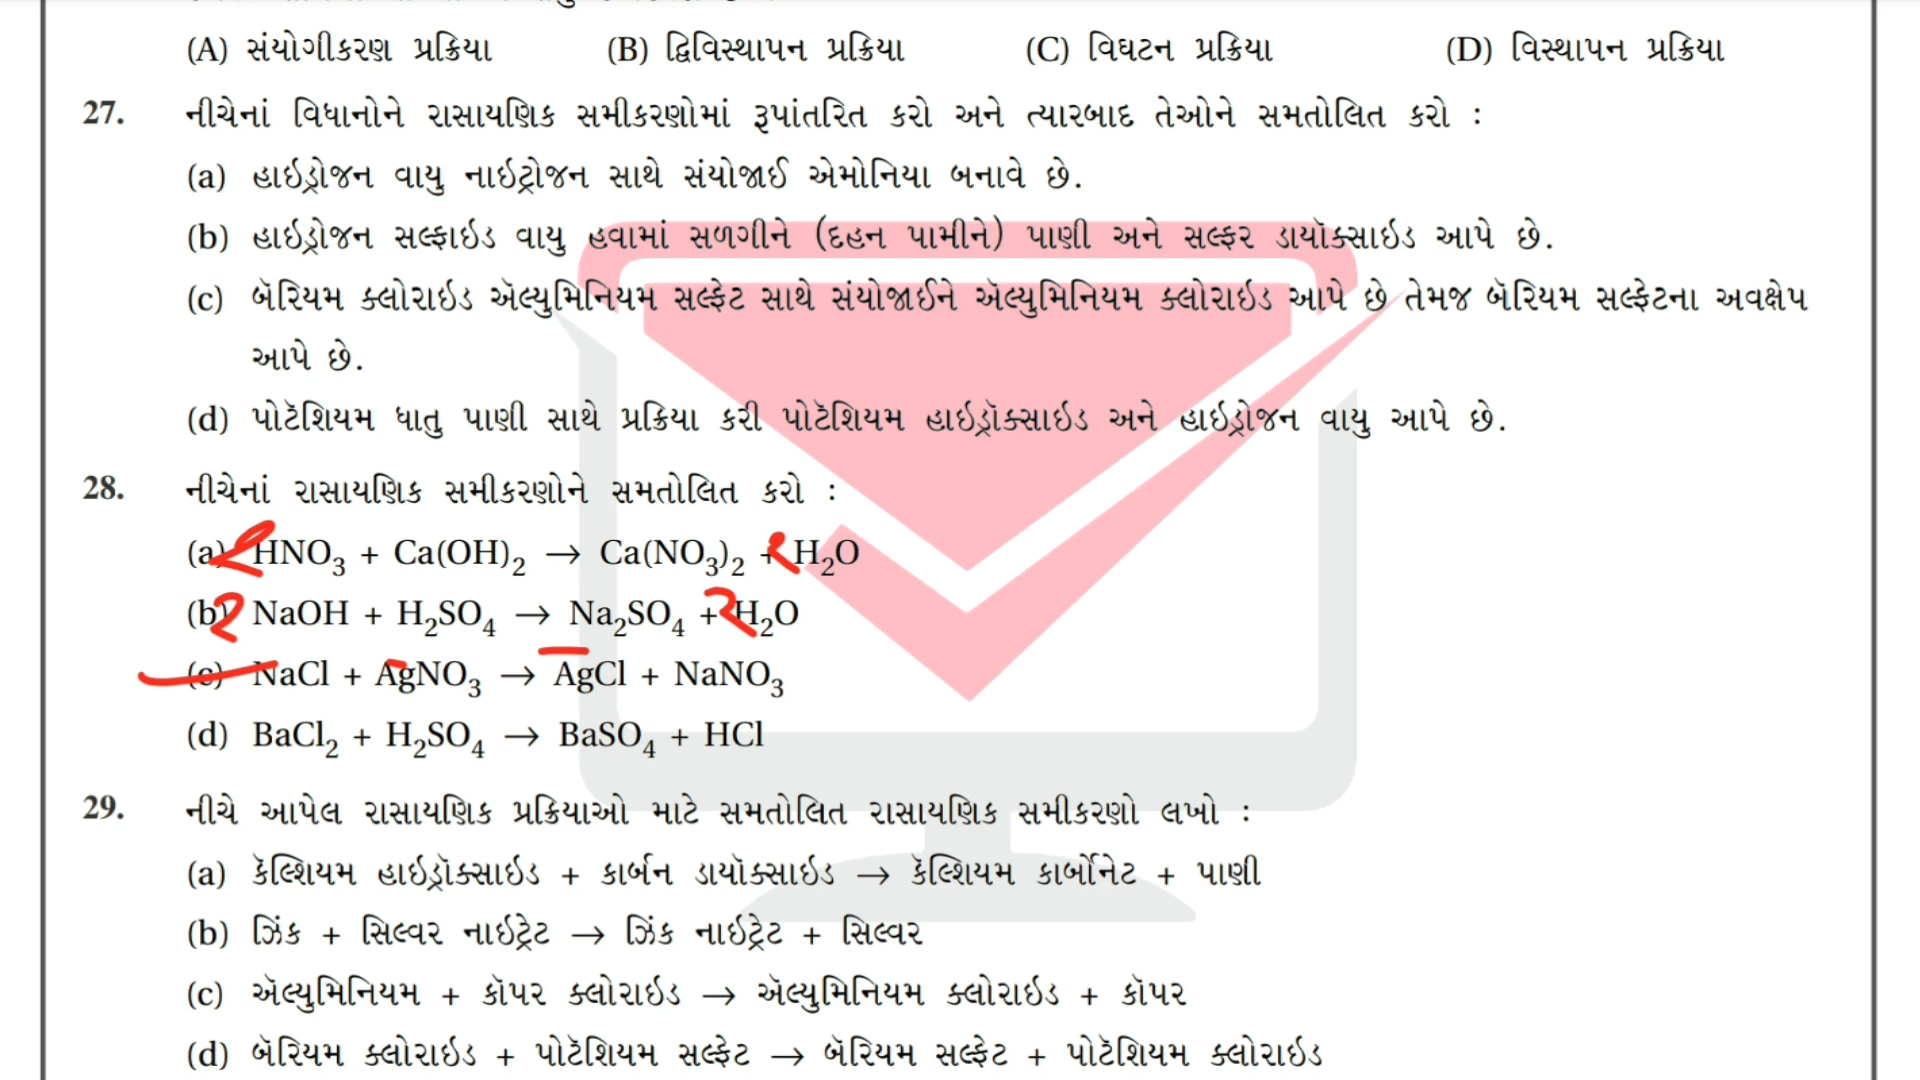 (A) સંયોગીકરણ પ્રક્રિયા (B) દ્વિવિસ્થાપન પ્રક્રિયા (C) વિઘટન પ્રક્રિયા (D) વિસ્થાપન પ્રક્રિયા
27. નીચેનાં વિધાનોને રાસાયણિક સમીકરણોમાં રૂપાંતરિત કરો અને ત્યારબાદ તેઓને સમતોલિત કરો :
(a) હાઇડ્રોજન વાયુ નાઇટ્રોજન સાથે સંયોજાઈ એમોનિયા બનાવે છે.
(b) હાઇડ્રોજન સલ્ફાઇડ વાયુ હવામાં સળગીને (દહન પામીને) પાણી અને સલ્ફર ડાયૉક્સાઇડ આપે છે.
(c) બૅરિયમ ક્લોરાઇડ ઍલ્યુમિનિયમ સલ્ફેટ સાથે સંયોજાઈને ઍલ્યુમિનિયમ ક્લોરાઇડ આપે છે તેમજ બૅરિયમ સલ્ફેટના અવક્ષેપ
આપે છે.
(d) પોટૅશિયમ ધાતુ પાણી સાથે પ્રક્રિયા કરી પોટૅશિયમ હાઇડ્રૉક્સાઇડ અને હાઇડ્રોજન વાયુ આપે છે.
28. નીચેનાં રાસાયણિક સમીકરણોને સમતોલિત કરો :
(a) 2 HNO₃ + Ca(OH)₂ → Ca(NO₃)₂ + 2 H₂O
(b) 2 NaOH + H₂SO₄ → Na₂SO₄ + 2 H₂O
(c) NaCl + AgNO₃ → AgCl + NaNO₃
(d) BaCl₂ + H₂SO₄ → BaSO₄ + HCl
29. નીચે આપેલ રાસાયણિક પ્રક્રિયાઓ માટે સમતોલિત રાસાયણિક સમીકરણો લખો :
(a) કૅલ્શિયમ હાઇડ્રૉક્સાઇડ + કાર્બન ડાયૉક્સાઇડ → કૅલ્શિયમ કાર્બોનેટ + પાણી
(b) ઝિંક + સિલ્વર નાઇટ્રેટ → ઝિંક નાઇટ્રેટ + સિલ્વર
(c) ઍલ્યુમિનિયમ + કૉપર ક્લોરાઇડ → ઍલ્યુમિનિયમ ક્લોરાઇડ + કૉપર
(d) બૅરિયમ ક્લોરાઇડ + પોટૅશિયમ સલ્ફેટ → બૅરિયમ સલ્ફેટ + પોટૅશિયમ ક્લોરાઇડ